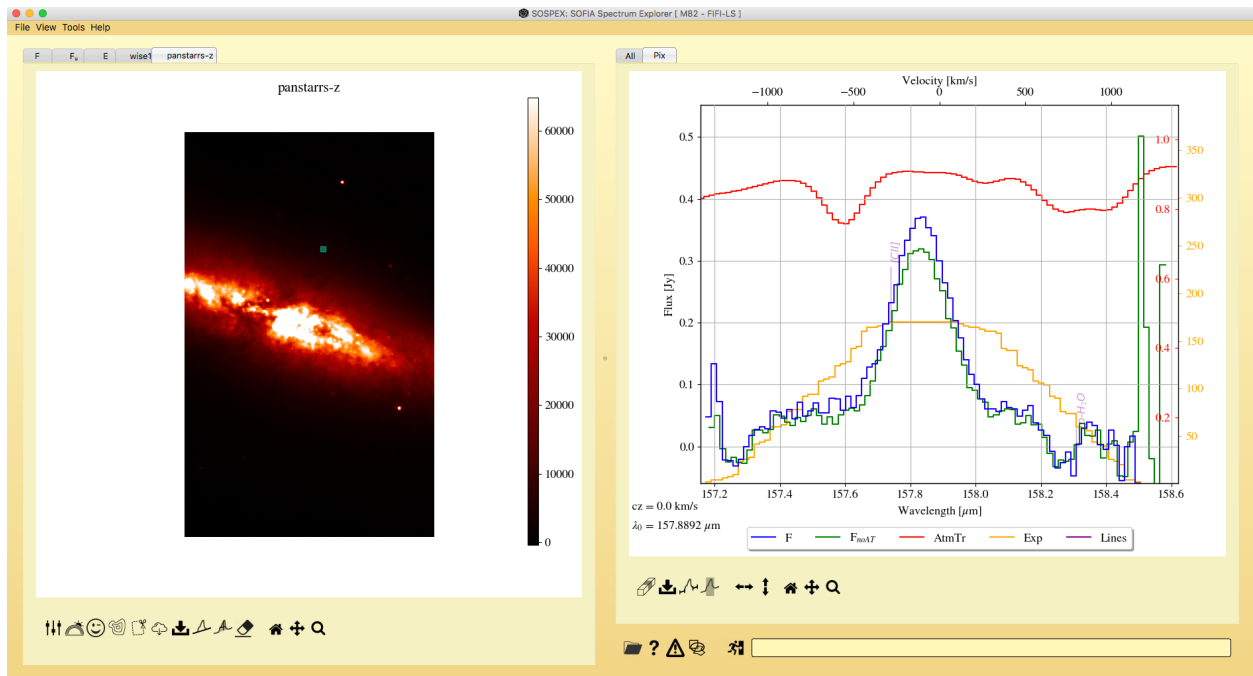 SOSPEX: SOFIA Spectrum Explorer [ M82 - FIFI-LS ]
File View Tools Help
F Fu E wise1 panstarrs-z
panstarrs-z
60000
50000
40000
30000
20000
10000
0
All Pix
Velocity [km/s]
−1000 −500 0 500 1000
Flux [Jy]
0.5
0.4
0.3
0.2
0.1
0.0
[CII]
p-H₂O
1.0
0.8
0.6
0.4
0.2
350
300
250
200
150
100
50
157.2 157.4 157.6 157.8 158.0 158.2 158.4 158.6
Wavelength [μm]
cz = 0.0 km/s
λ₀ = 157.8892 μm
F FnoAT AtmTr Exp Lines